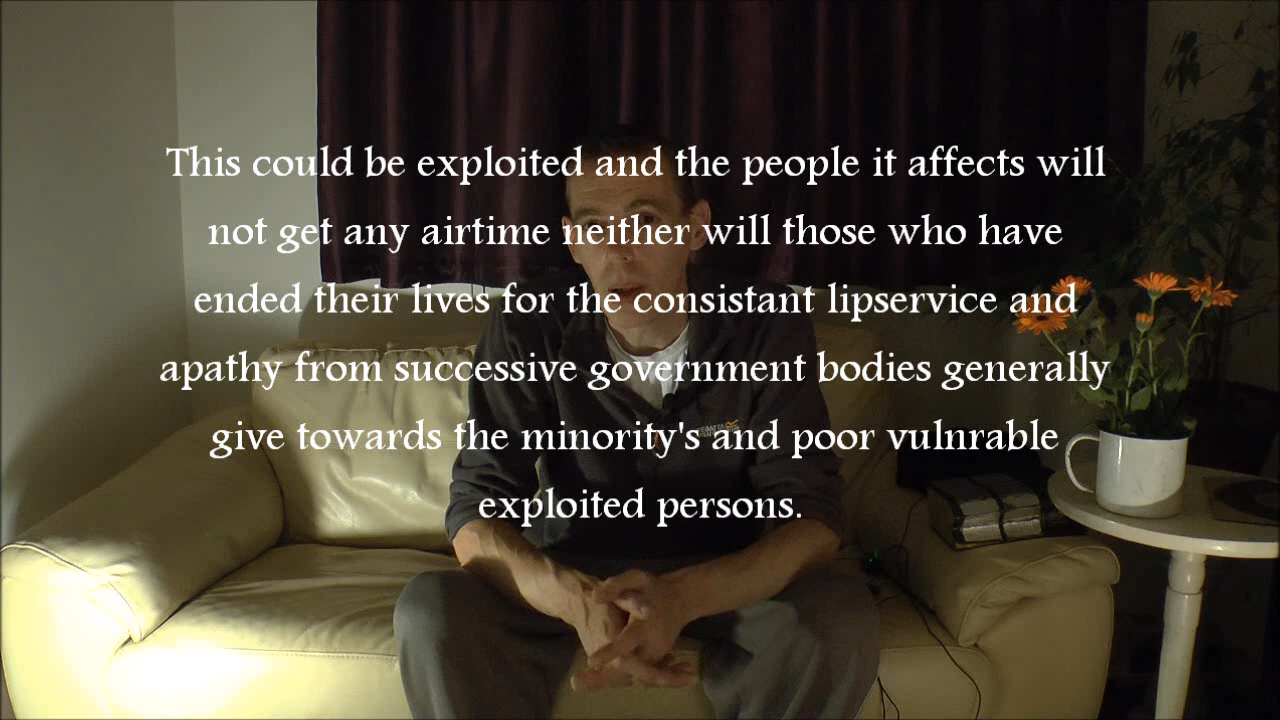 This could be exploited and the people it affects will
not get any airtime neither will those who have
ended their lives for the consistant lipservice and
apathy from successive government bodies generally
give towards the minority's and poor vulnrable
exploited persons.